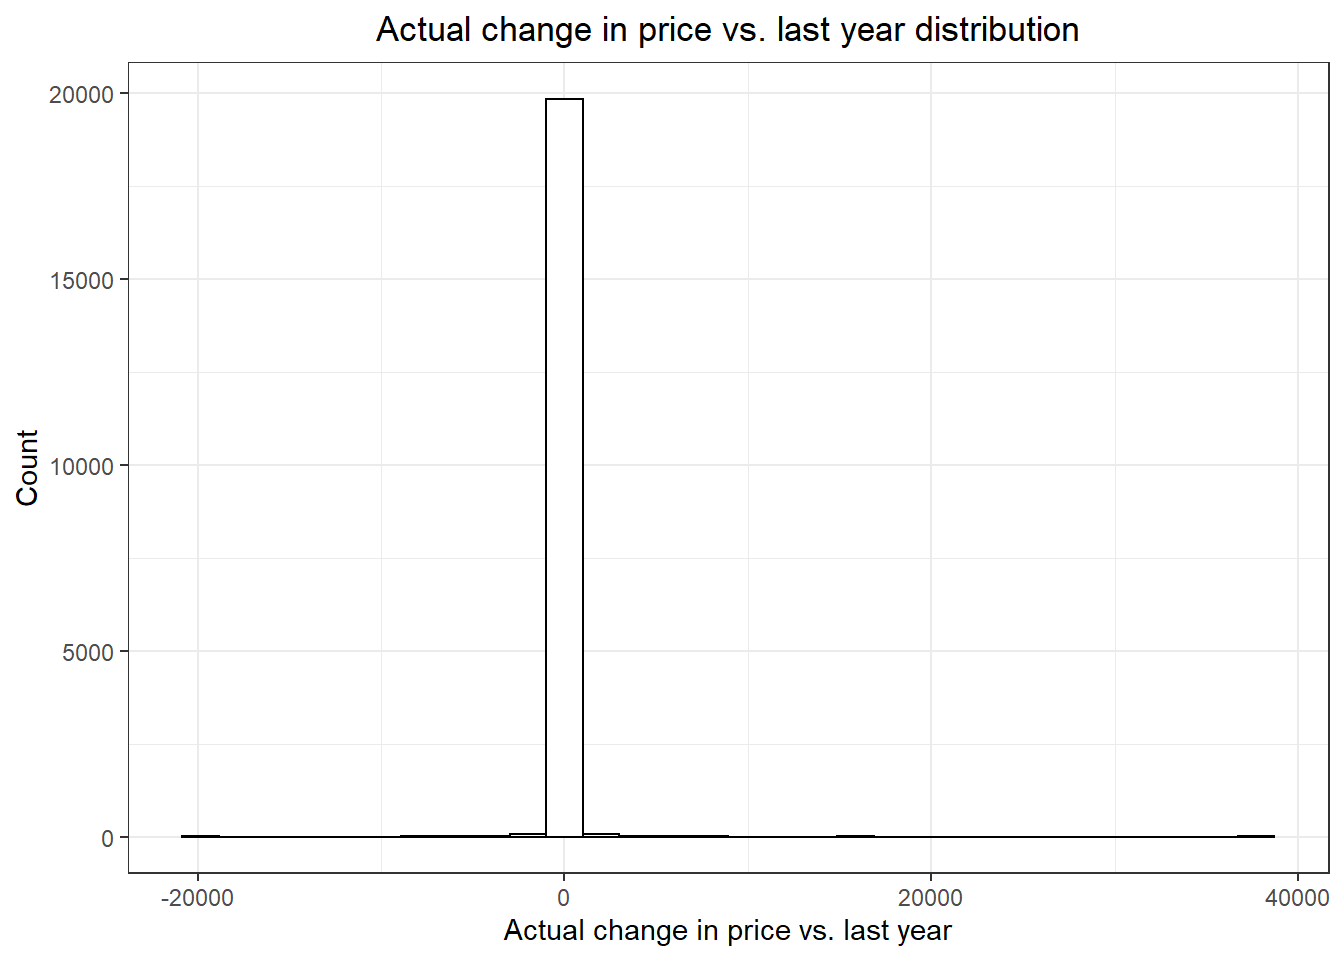 Actual change in price vs. last year distribution
20000
15000
10000
5000
0
Count
-20000 0 20000 40000
Actual change in price vs. last year